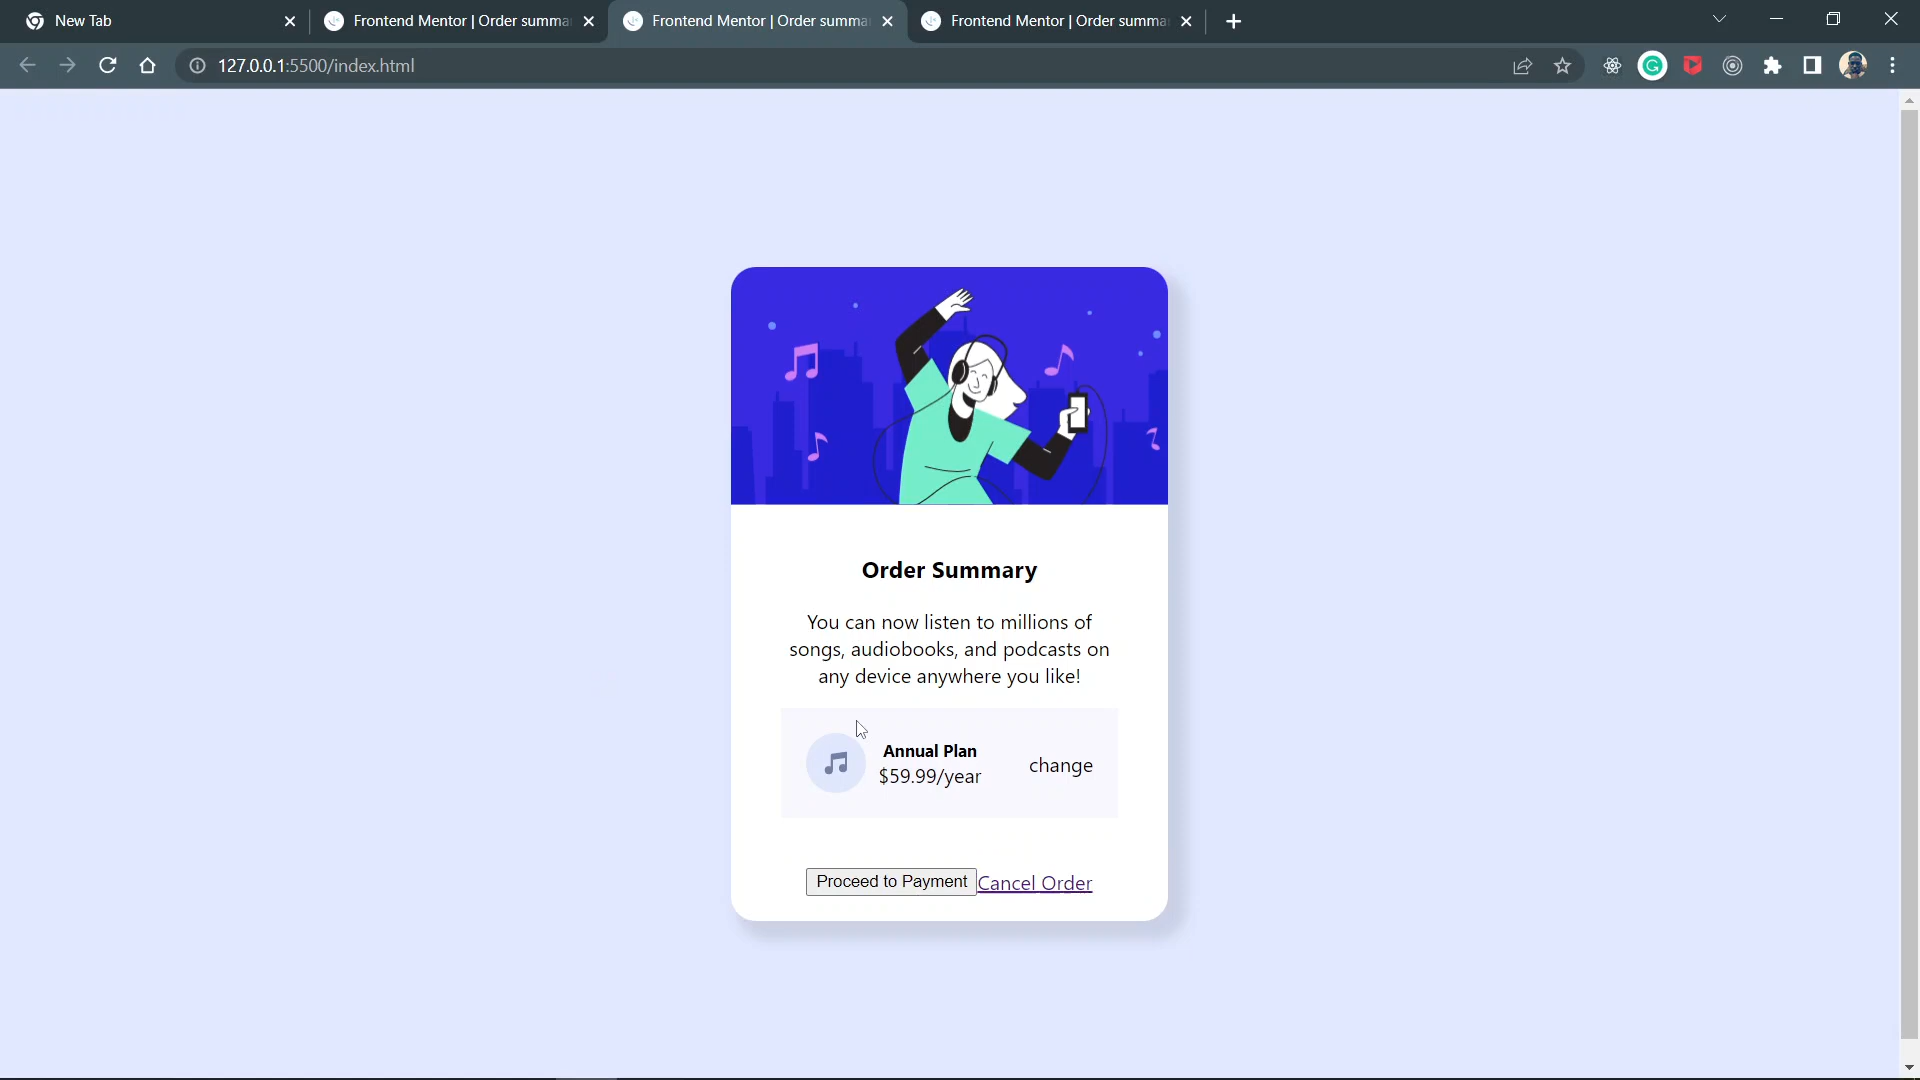 New Tab
Frontend Mentor | Order summa
Frontend Mentor | Order summa
Frontend Mentor | Order summa
127.0.0.1:5500/index.html
Order Summary
You can now listen to millions of
songs, audiobooks, and podcasts on
any device anywhere you like!
Annual Plan
$59.99/year
change
Proceed to Payment
Cancel Order